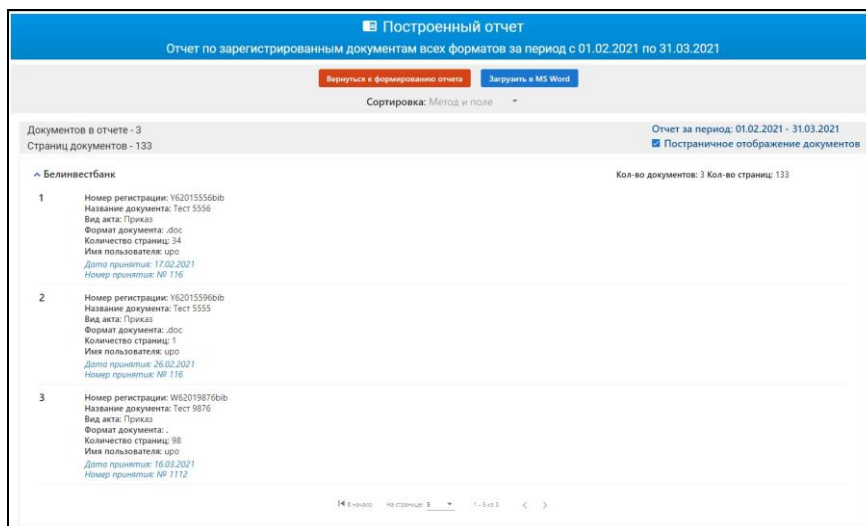 Построенный отчет
Отчет по зарегистрированным документам всех форматов за период с 01.02.2021 по 31.03.2021
Вернуться к формированию отчета Загрузить в MS Word
Сортировка: Метод и поле
Документов в отчете - 3 Отчет за период: 01.02.2021 - 31.03.2021
Страниц документов - 133 Постраничное отображение документов
Белинвестбанк Кол-во документов: 3 Кол-во страниц: 133
1 Номер регистрации: Y62015556bib
Название документа: Тест 5556
Вид акта: Приказ
Формат документа: .doc
Количество страниц: 34
Имя пользователя: upo
Дата принятия: 17.02.2021
Номер принятия: № 116
2 Номер регистрации: Y62015596bib
Название документа: Тест 5555
Вид акта: Приказ
Формат документа: .doc
Количество страниц: 1
Имя пользователя: upo
Дата принятия: 26.02.2021
Номер принятия: № 116
3 Номер регистрации: W62019876bib
Название документа: Тест 9876
Вид акта: Приказ
Формат документа: .
Количество страниц: 98
Имя пользователя: upo
Дата принятия: 16.03.2021
Номер принятия: № 1112
В начало На странице: 5 1 – 3 из 3